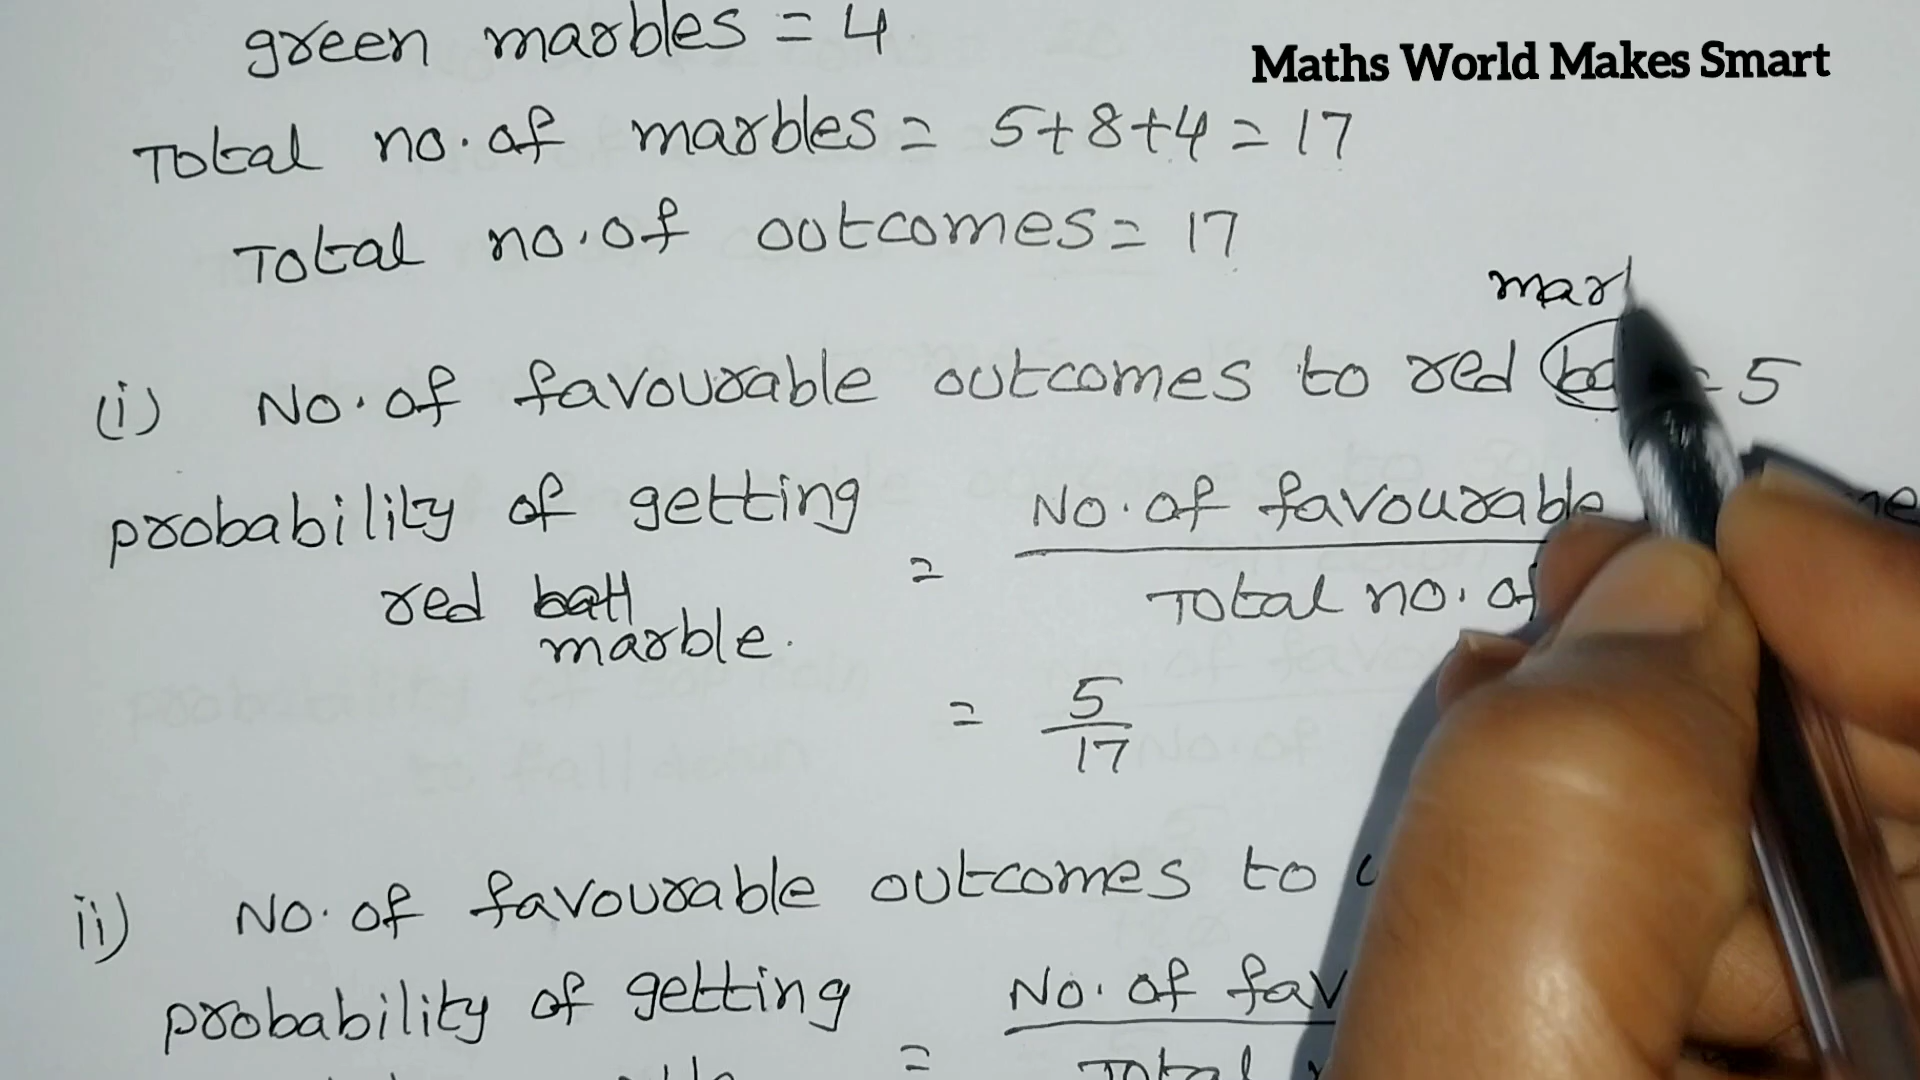 green marbles = 4
Maths World Makes Smart
Total no. of marbles = 5+8+4 = 17
Total no. of outcomes = 17
(i) No. of favourable outcomes to red = 5
probability of getting
red ball
marble.
= No. of favourable
Total no. of
= 5
17
ii) No. of favourable outcomes to
probability of getting
= No. of
Total